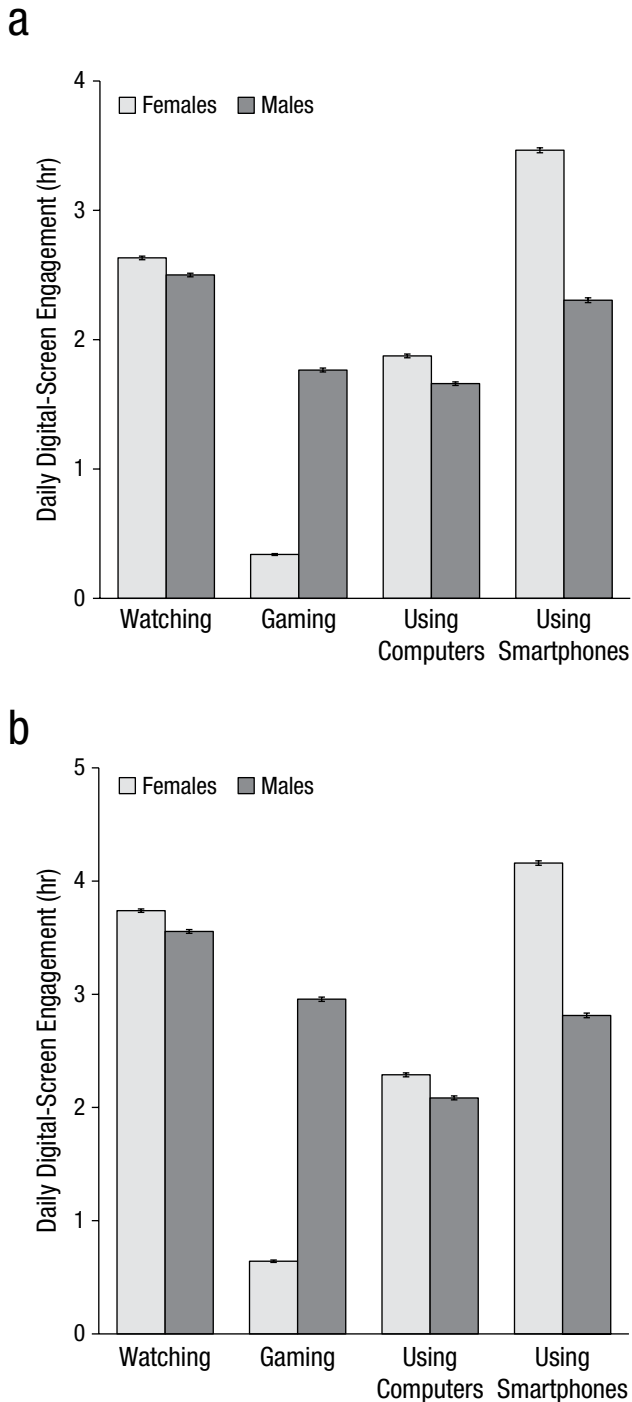 a
Daily Digital-Screen Engagement (hr)
4
3
2
1
0
Females Males
Watching Gaming Using Computers Using Smartphones
b
Daily Digital-Screen Engagement (hr)
5
4
3
2
1
0
Females Males
Watching Gaming Using Computers Using Smartphones